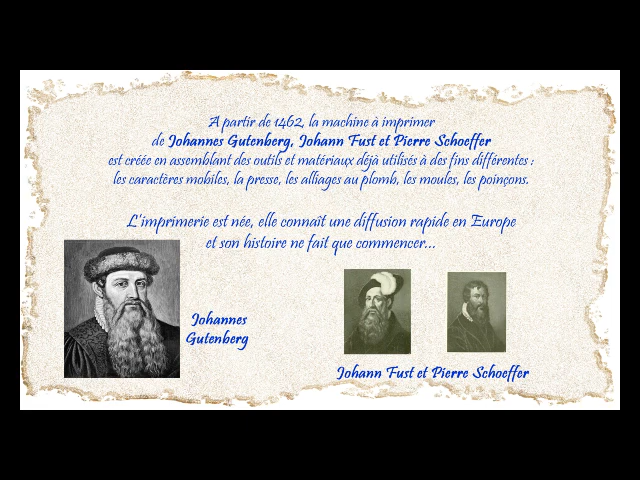 A partir de 1462, la machine à imprimer
de Johannes Gutenberg, Johann Fust et Pierre Schoeffer
est créée en assemblant des outils et matériaux déjà utilisés à des fins différentes :
les caractères mobiles, la presse, les alliages au plomb, les moules, les poinçons.
L'imprimerie est née, elle connaît une diffusion rapide en Europe
et son histoire ne fait que commencer...
Johannes
Gutenberg
Johann Fust et Pierre Schoeffer